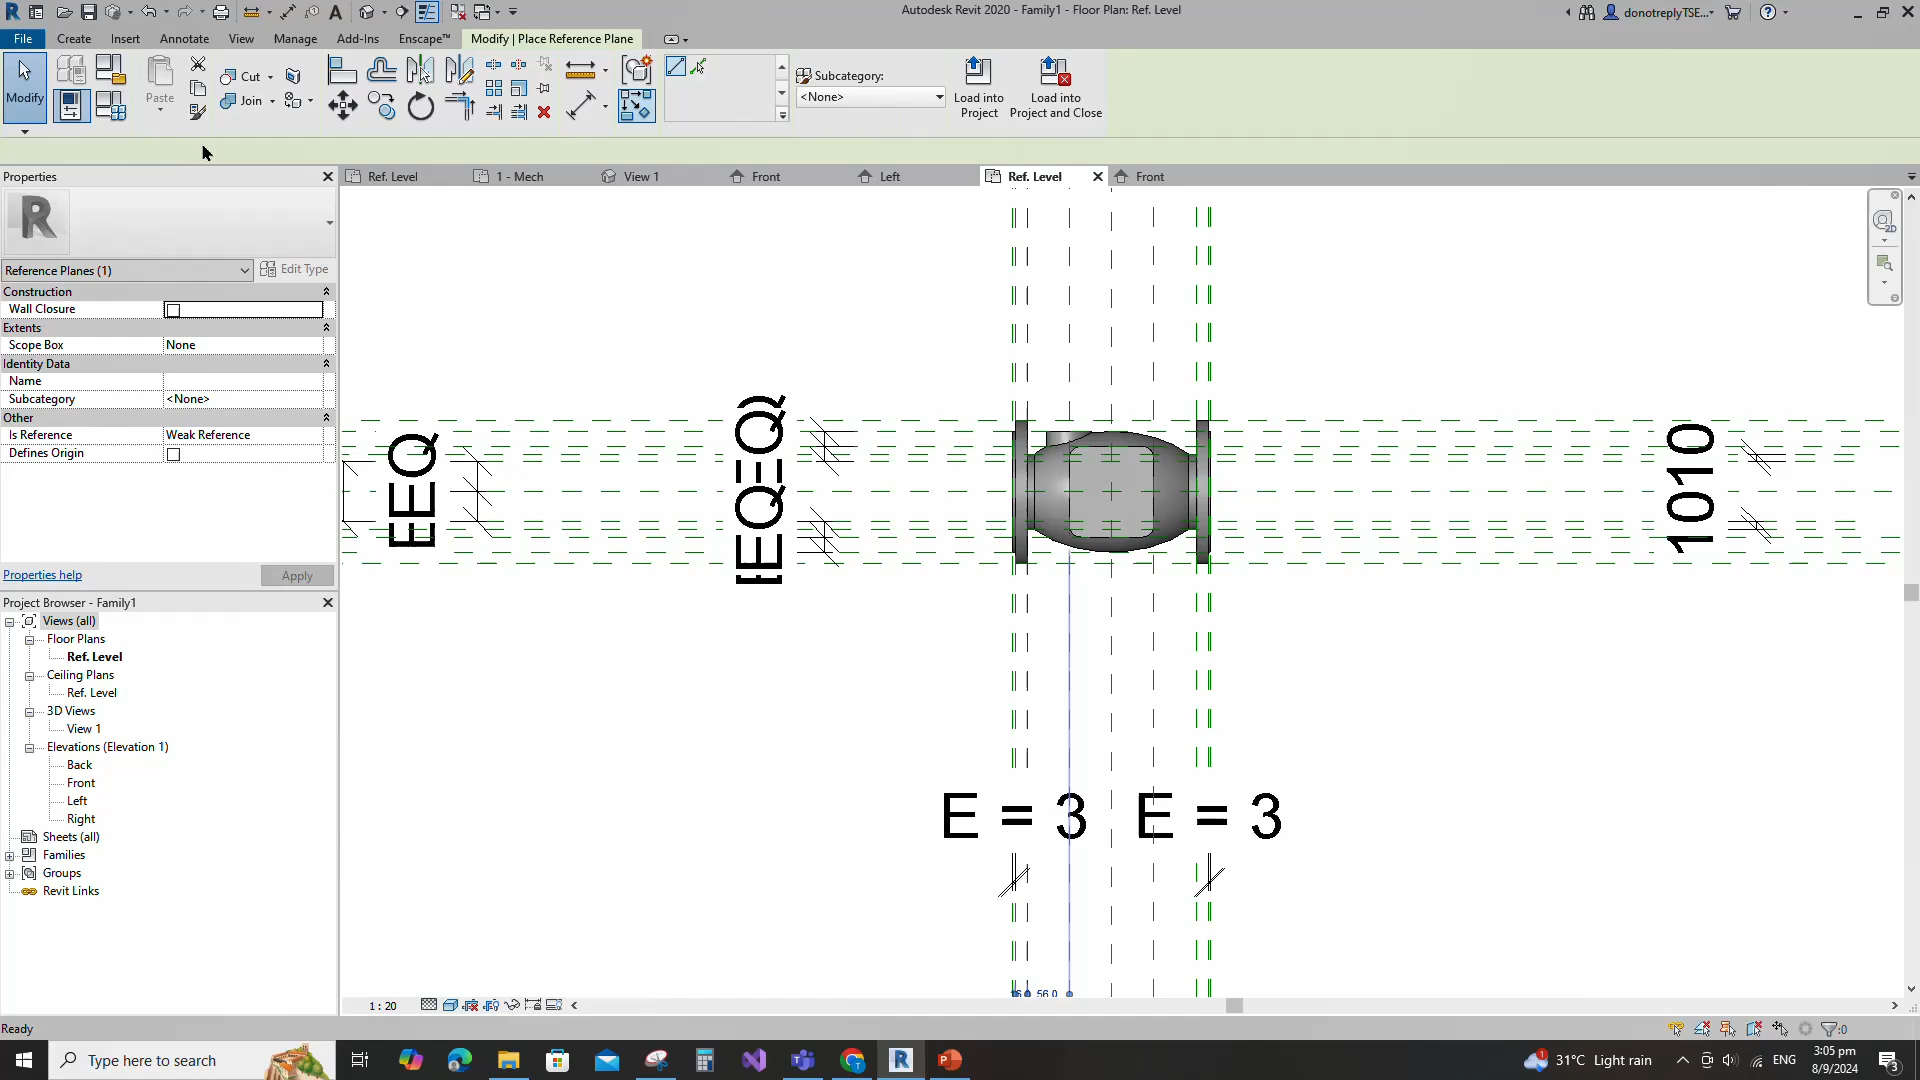 Autodesk Revit 2020 - Family1 - Floor Plan: Ref. Level
donotreplyTSE...
File
Create
Insert
Annotate
View
Manage
Add-Ins
Enscape™
Modify | Place Reference Plane
Modify
Paste
Cut
Join
Subcategory:
<None>
Load into
Project
Load into
Project and Close
Properties
Ref. Level
1 - Mech
View 1
Front
Left
Ref. Level
Front
Reference Planes (1)
Edit Type
Construction
Wall Closure
Extents
Scope Box
None
Identity Data
Name
Subcategory
<None>
Other
Is Reference
Weak Reference
Defines Origin
Properties help
Apply
Project Browser - Family1
Views (all)
Floor Plans
Ref. Level
Ceiling Plans
Ref. Level
3D Views
View 1
Elevations (Elevation 1)
Back
Front
Left
Right
Sheets (all)
Families
Groups
Revit Links
1010
2D
E = 3
E = 3
56.0
1 : 20
Ready
:0
Type here to search
31°C Light rain
ENG
3:05 pm
8/9/2024
3